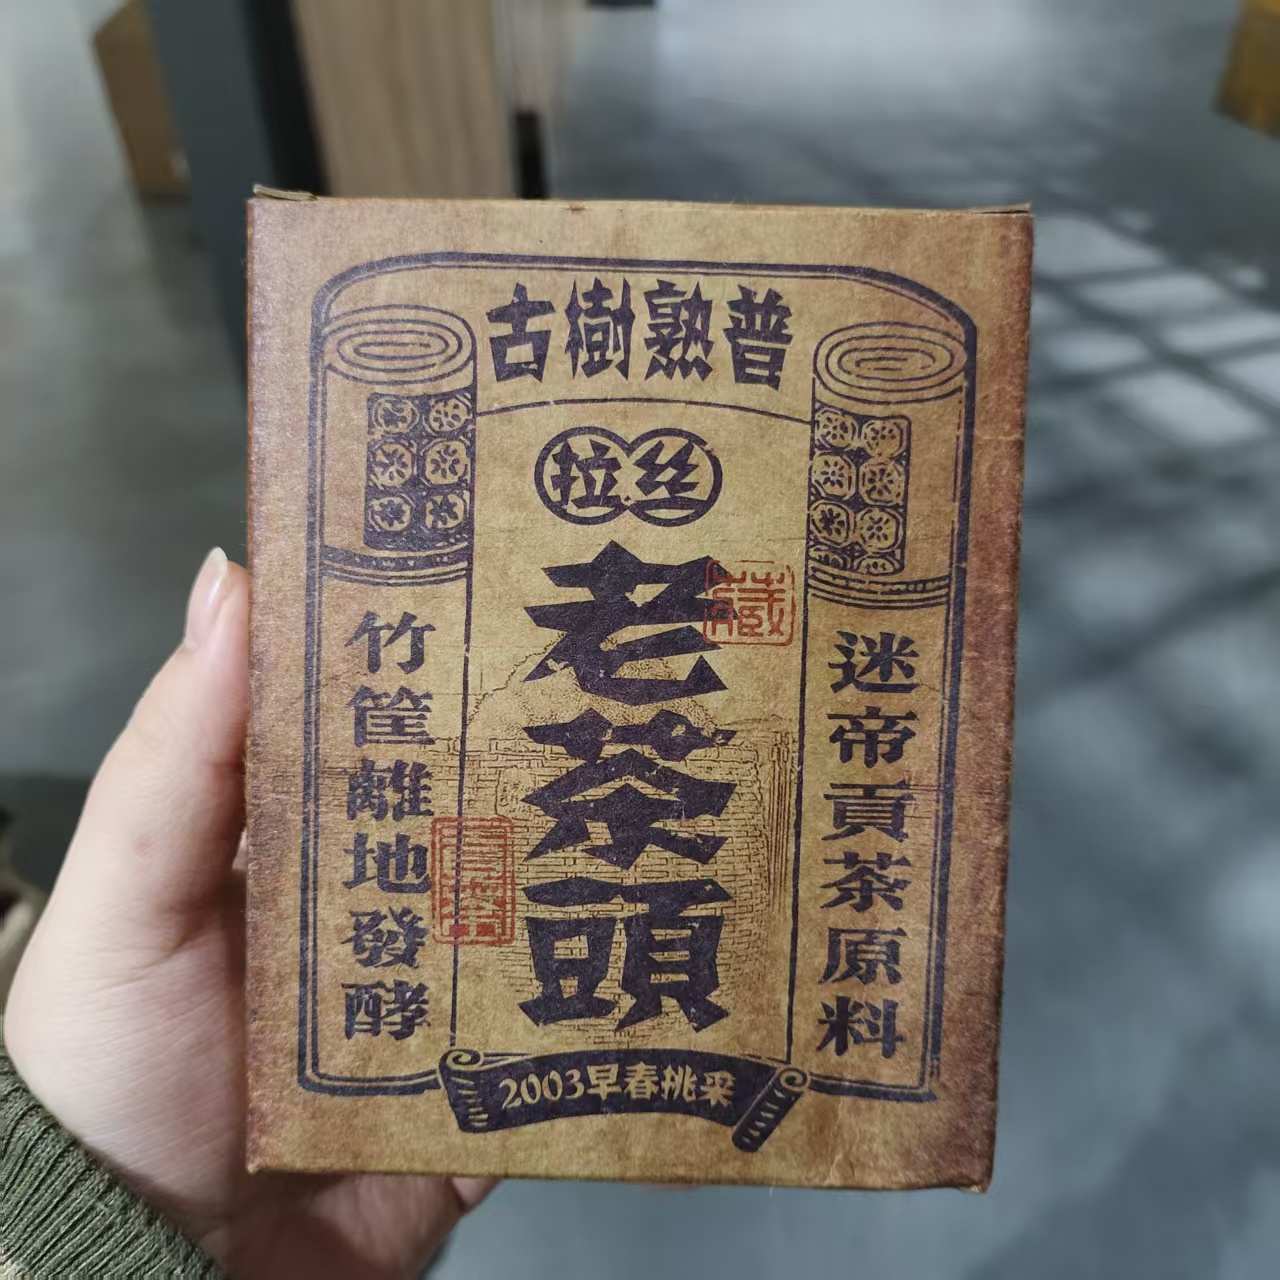 古樹熟普
拉丝
老茶頭
藏
迷帝貢茶原料
竹筐離地發酵
2003早春挑采